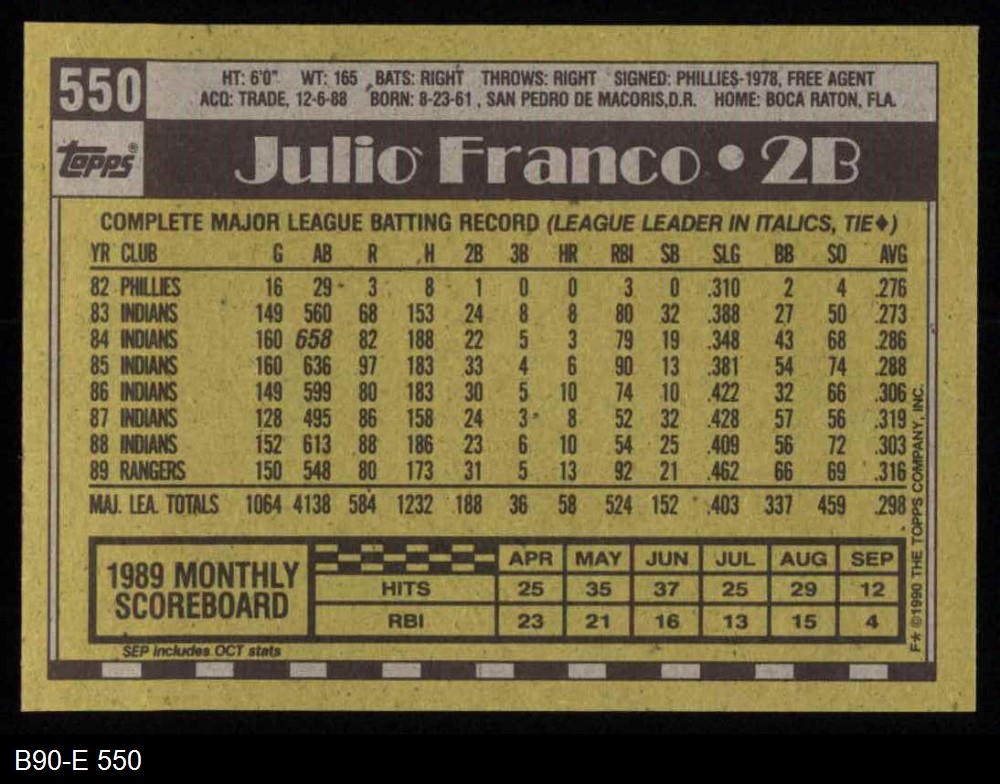 550
HT: 6'0" WT: 165 BATS: RIGHT THROWS: RIGHT SIGNED: PHILLIES-1978, FREE AGENT
ACQ: TRADE, 12-6-88 BORN: 8-23-61, SAN PEDRO DE MACORIS,D.R. HOME: BOCA RATON, FLA.
Topps® Julio Franco • 2B
COMPLETE MAJOR LEAGUE BATTING RECORD (LEAGUE LEADER IN ITALICS, TIE♦)
YR CLUB G AB R H 2B 3B HR RBI SB SLG BB SO AVG
82 PHILLIES 16 29 3 8 1 0 0 3 0 .310 2 4 .276
83 INDIANS 149 560 68 153 24 8 8 80 32 .388 27 50 .273
84 INDIANS 160 658 82 188 22 5 3 79 19 .348 43 68 .286
85 INDIANS 160 636 97 183 33 4 6 90 13 .381 54 74 .288
86 INDIANS 149 599 80 183 30 5 10 74 10 .422 32 66 .306
87 INDIANS 128 495 86 158 24 3 8 52 32 .428 57 56 .319
88 INDIANS 152 613 88 186 23 6 10 54 25 .409 56 72 .303
89 RANGERS 150 548 80 173 31 5 13 92 21 .462 66 69 .316
MAJ. LEA. TOTALS 1064 4138 584 1232 188 36 58 524 152 .403 337 459 .298
1989 MONTHLY
SCOREBOARD
APR MAY JUN JUL AUG SEP
HITS 25 35 37 25 29 12
RBI 23 21 16 13 15 4
SEP includes OCT stats
F* ©1990 THE TOPPS COMPANY, INC.
B90-E 550